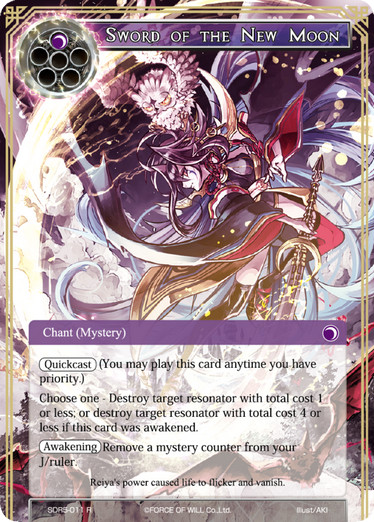 Sword of the New Moon
Chant (Mystery)
Quickcast (You may play this card anytime you have
priority.)
Choose one - Destroy target resonator with total cost 1
or less; or destroy target resonator with total cost 4 or
less if this card was awakened.
Awakening Remove a mystery counter from your
J/ruler.
Reiya's power caused life to flicker and vanish.
SDR5-011 R ©FORCE OF WILL Co.,Ltd. illust/AKI